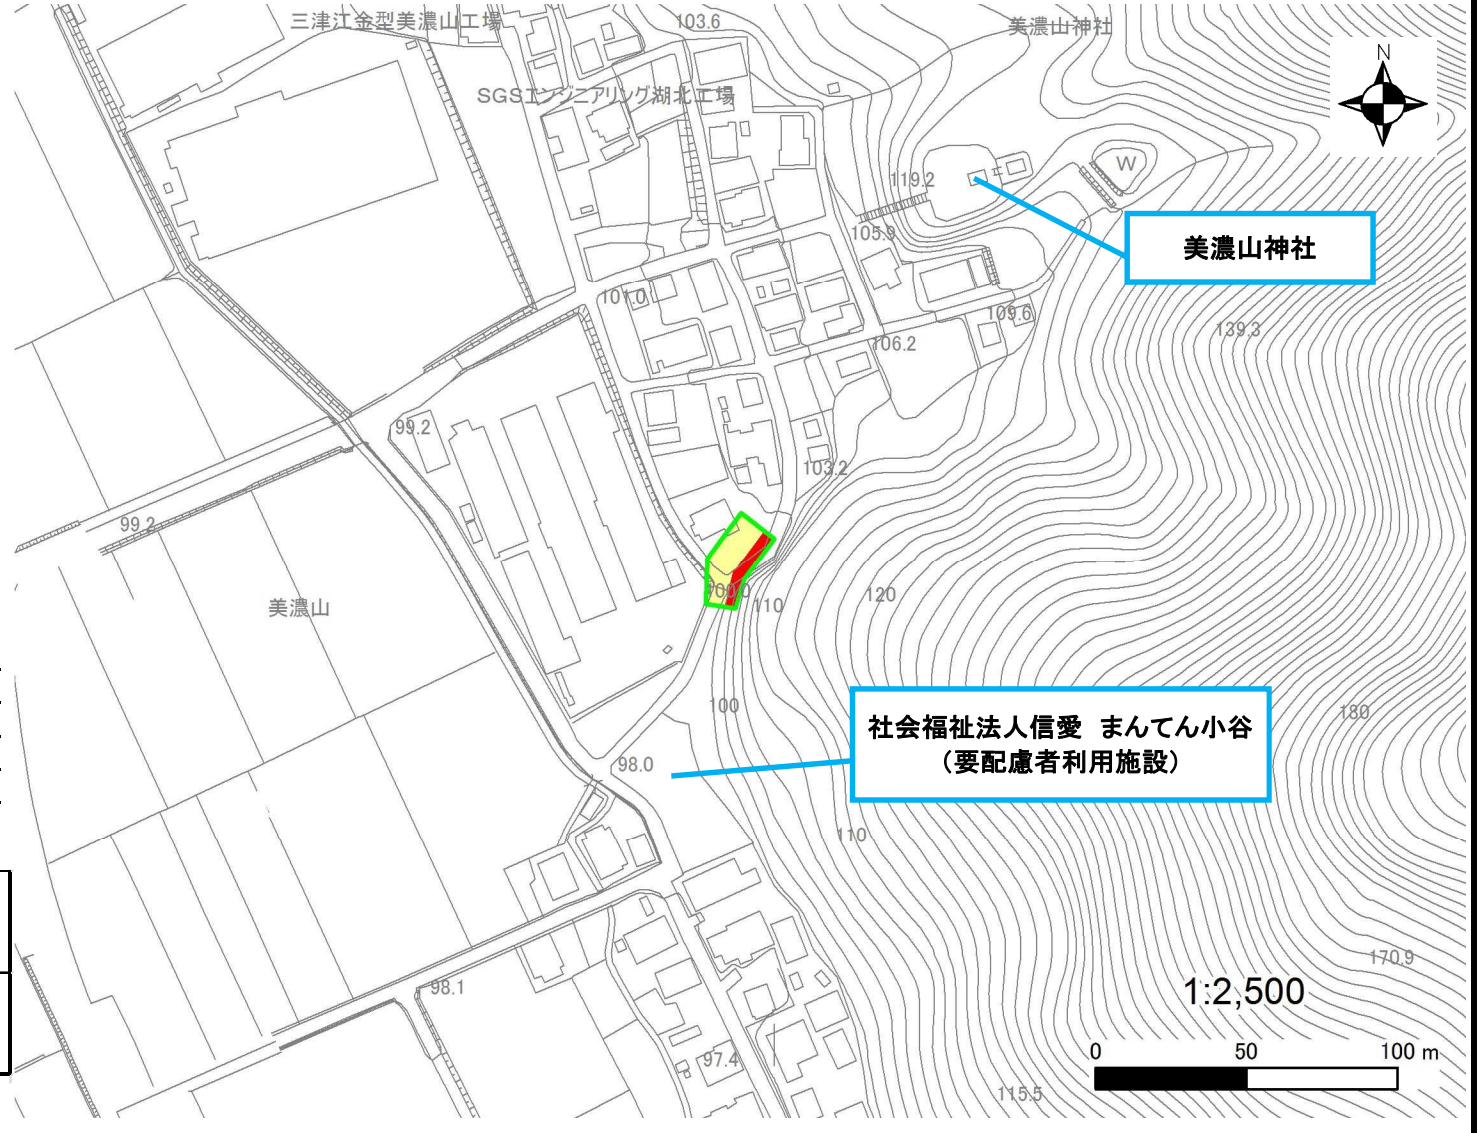 三津江金型美濃山工場
103.6
美濃山神社
N
SGSエンジニアリング湖北工場
W
119.2
105.9
美濃山神社
101.0
109.6
106.2
139.3
99.2
103.2
99.2
美濃山
100.0
110
120
100
180
社会福祉法人信愛 まんてん小谷
（要配慮者利用施設）
98.0
110
170.9
98.1
1:2,500
97.4
0 50 100 m
115.5